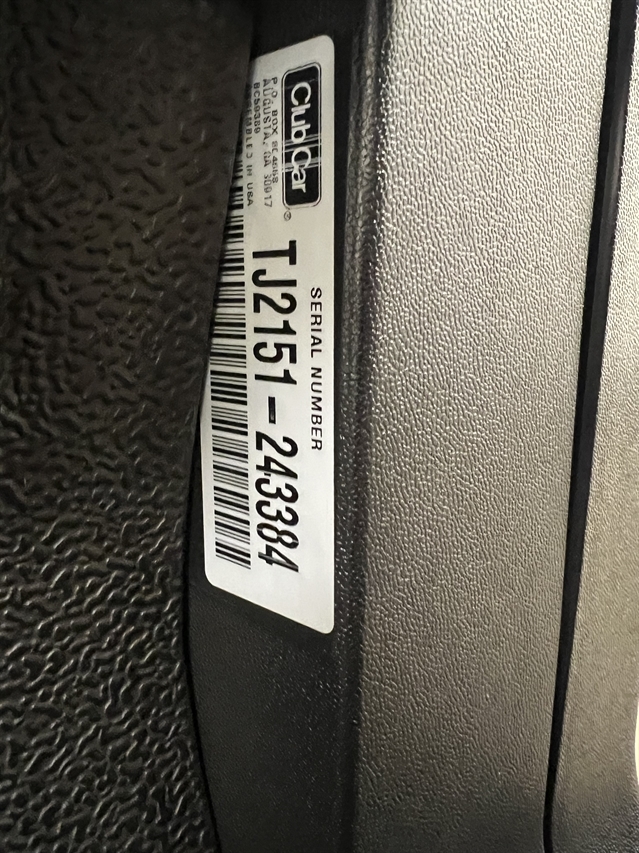 Club Car
®
AUGUSTA, GA 30917
SERIAL NUMBER
TJ2151-243384